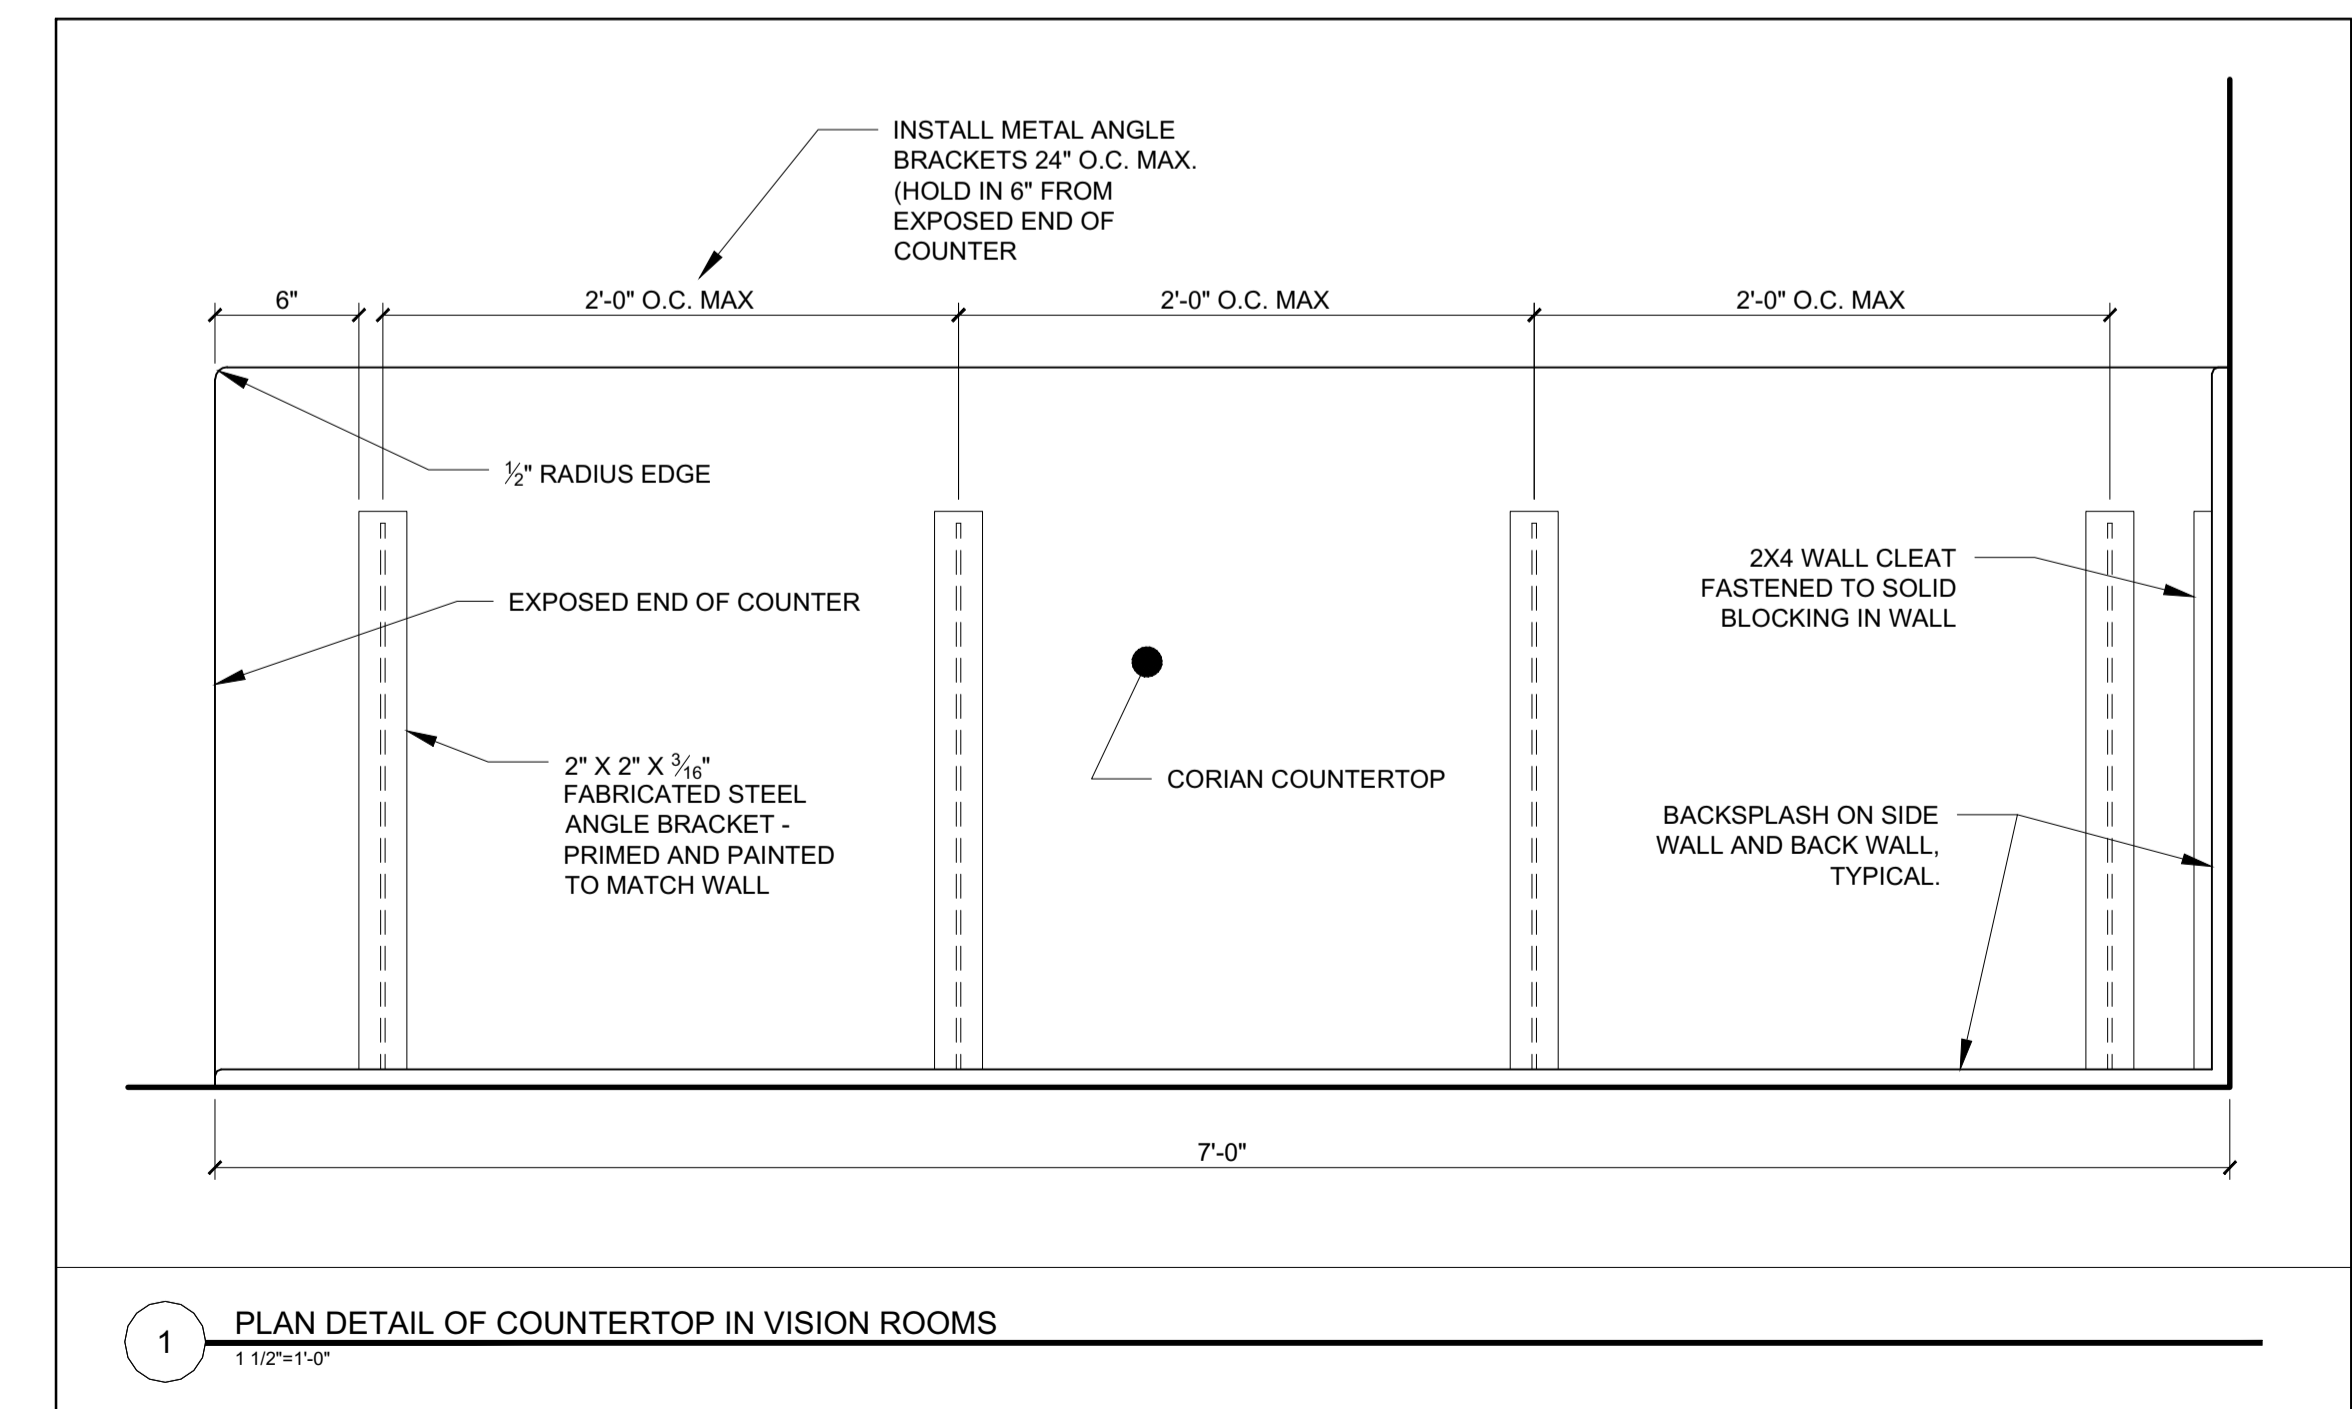 INSTALL METAL ANGLE
BRACKETS 24" O.C. MAX.
(HOLD IN 6" FROM
EXPOSED END OF
COUNTER
6"
2'-0" O.C. MAX
2'-0" O.C. MAX
2'-0" O.C. MAX
½" RADIUS EDGE
EXPOSED END OF COUNTER
2X4 WALL CLEAT
FASTENED TO SOLID
BLOCKING IN WALL
2" X 2" X 3⁄16"
FABRICATED STEEL
ANGLE BRACKET -
PRIMED AND PAINTED
TO MATCH WALL
CORIAN COUNTERTOP
BACKSPLASH ON SIDE
WALL AND BACK WALL,
TYPICAL.
7'-0"
1
PLAN DETAIL OF COUNTERTOP IN VISION ROOMS
1 1/2"=1'-0"